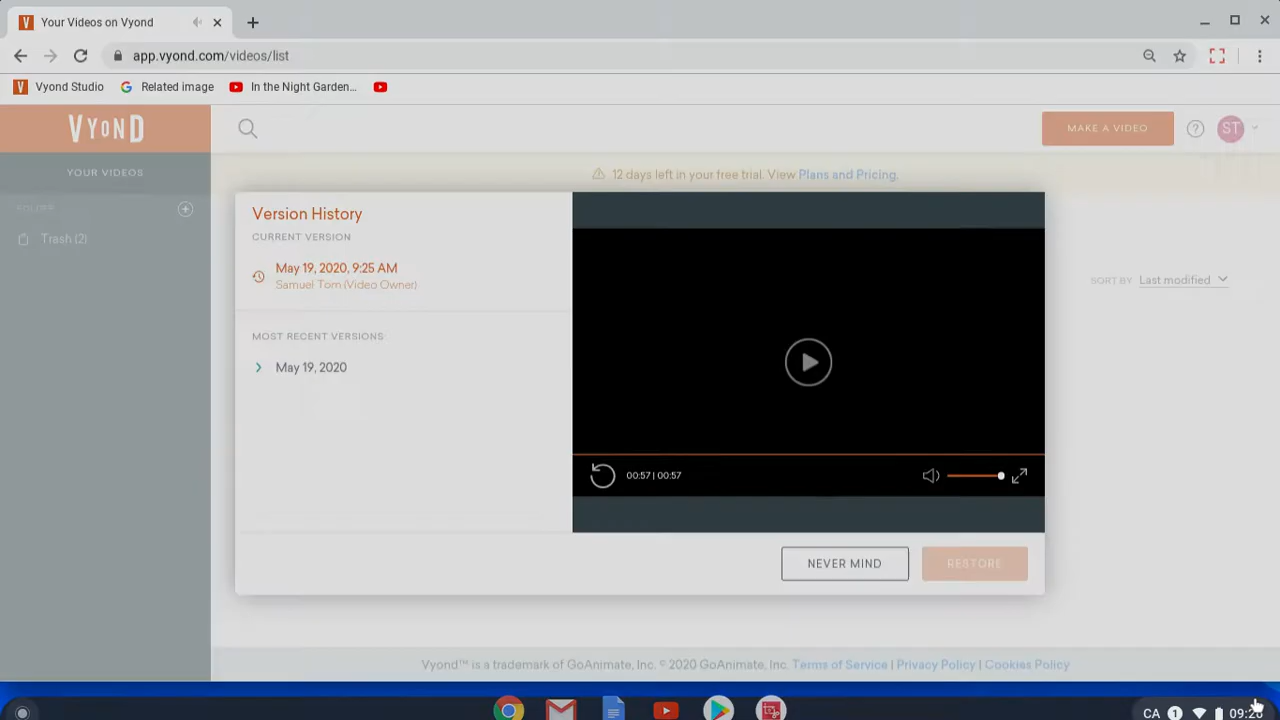 Your Videos on Vyond
app.vyond.com/videos/list
Vyond Studio
Related image
In the Night Garden...
VYOND
MAKE A VIDEO
?
ST
YOUR VIDEOS
12 days left in your free trial. View Plans and Pricing.
FOLDER
Trash (2)
Version History
CURRENT VERSION
May 19, 2020, 9:25 AM
Samuel Tom (Video Owner)
SORT BY Last modified
MOST RECENT VERSIONS:
May 19, 2020
00:57 | 00:57
NEVER MIND
RESTORE
Vyond™ is a trademark of GoAnimate, Inc. © 2020 GoAnimate, Inc. Terms of Service | Privacy Policy | Cookies Policy
CA 1